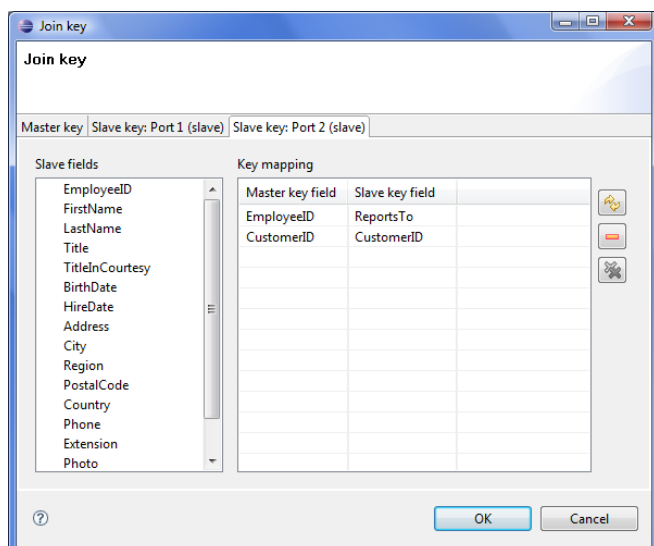 Join key
Join key
Master key Slave key: Port 1 (slave) Slave key: Port 2 (slave)
Slave fields
EmployeeID
FirstName
LastName
Title
TitleInCourtesy
BirthDate
HireDate
Address
City
Region
PostalCode
Country
Phone
Extension
Photo
Key mapping
Master key field Slave key field
EmployeeID ReportsTo
CustomerID CustomerID
? OK Cancel